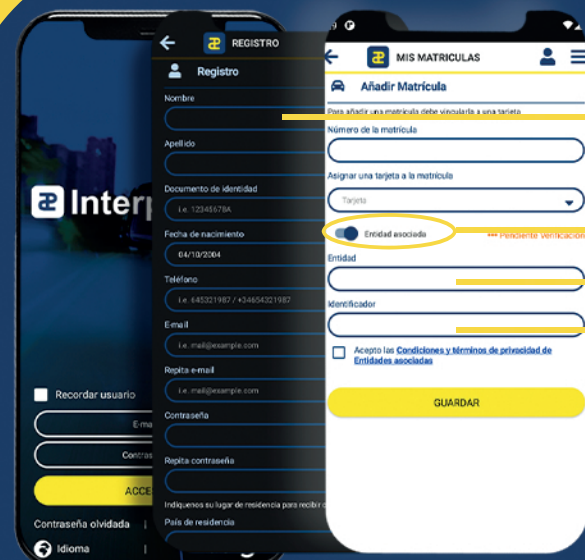 REGISTRO
Registro
Nombre
Apellido
Documento de identidad
i.e. 12345678A
Fecha de nacimiento
04/10/2004
Teléfono
i.e. 645321987 / +34654321987
E-mail
i.e. mail@example.com
Repita e-mail
i.e. mail@example.com
Contraseña
Repita contraseña
Indíquenos su lugar de residencia para recibir
País de residencia
Inter
Recordar usuario
E-ma
Contras
ACCE
Contraseña olvidada |
Idioma |
MIS MATRICULAS
Añadir Matrícula
Para añadir una matrícula debe vincularla a una tarjeta
Número de la matrícula
Asignar una tarjeta a la matrícula
Tarjeta
Entidad asociada
*** Pendiente Verificación
Entidad
Identificador
Acepto las Condiciones y términos de privacidad de
Entidades asociadas
GUARDAR